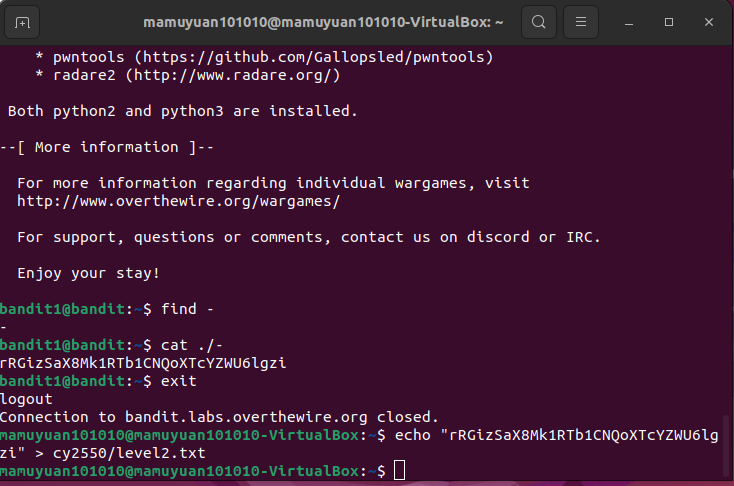 mamuyuan101010@mamuyuan101010-VirtualBox: ~
* pwntools (https://github.com/Gallopsled/pwntools)
* radare2 (http://www.radare.org/)
Both python2 and python3 are installed.
--[ More information ]--
For more information regarding individual wargames, visit
http://www.overthewire.org/wargames/
For support, questions or comments, contact us on discord or IRC.
Enjoy your stay!
bandit1@bandit:~$ find -
-
bandit1@bandit:~$ cat ./-
rRGizSaX8Mk1RTb1CNQoXTcYZWU6lgzi
bandit1@bandit:~$ exit
logout
Connection to bandit.labs.overthewire.org closed.
mamuyuan101010@mamuyuan101010-VirtualBox:~$ echo "rRGizSaX8Mk1RTb1CNQoXTcYZWU6lg
zi" > cy2550/level2.txt
mamuyuan101010@mamuyuan101010-VirtualBox:~$